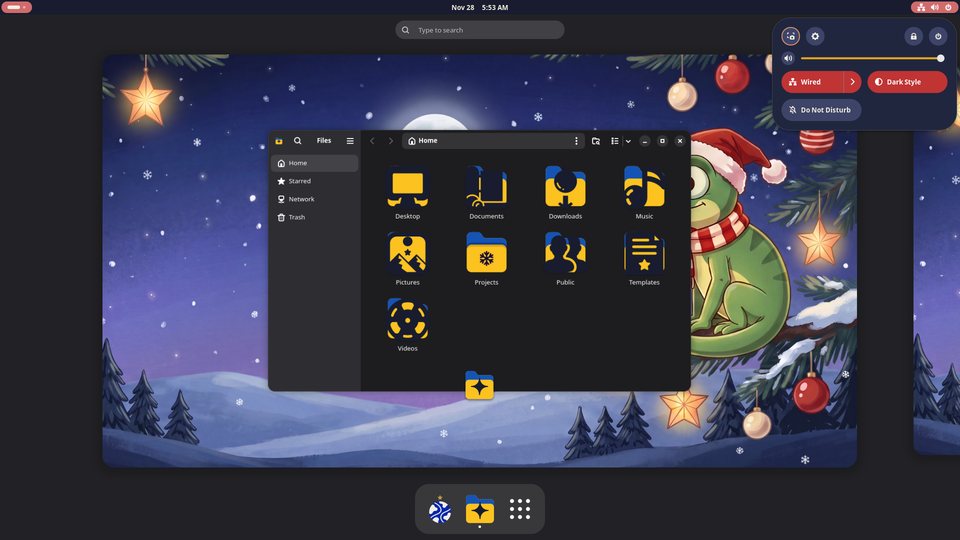 Nov 28 5:53 AM
Type to search
Wired
Dark Style
Do Not Disturb
Files
Home
Home
Starred
Network
Trash
Desktop
Documents
Downloads
Music
Pictures
Projects
Public
Templates
Videos